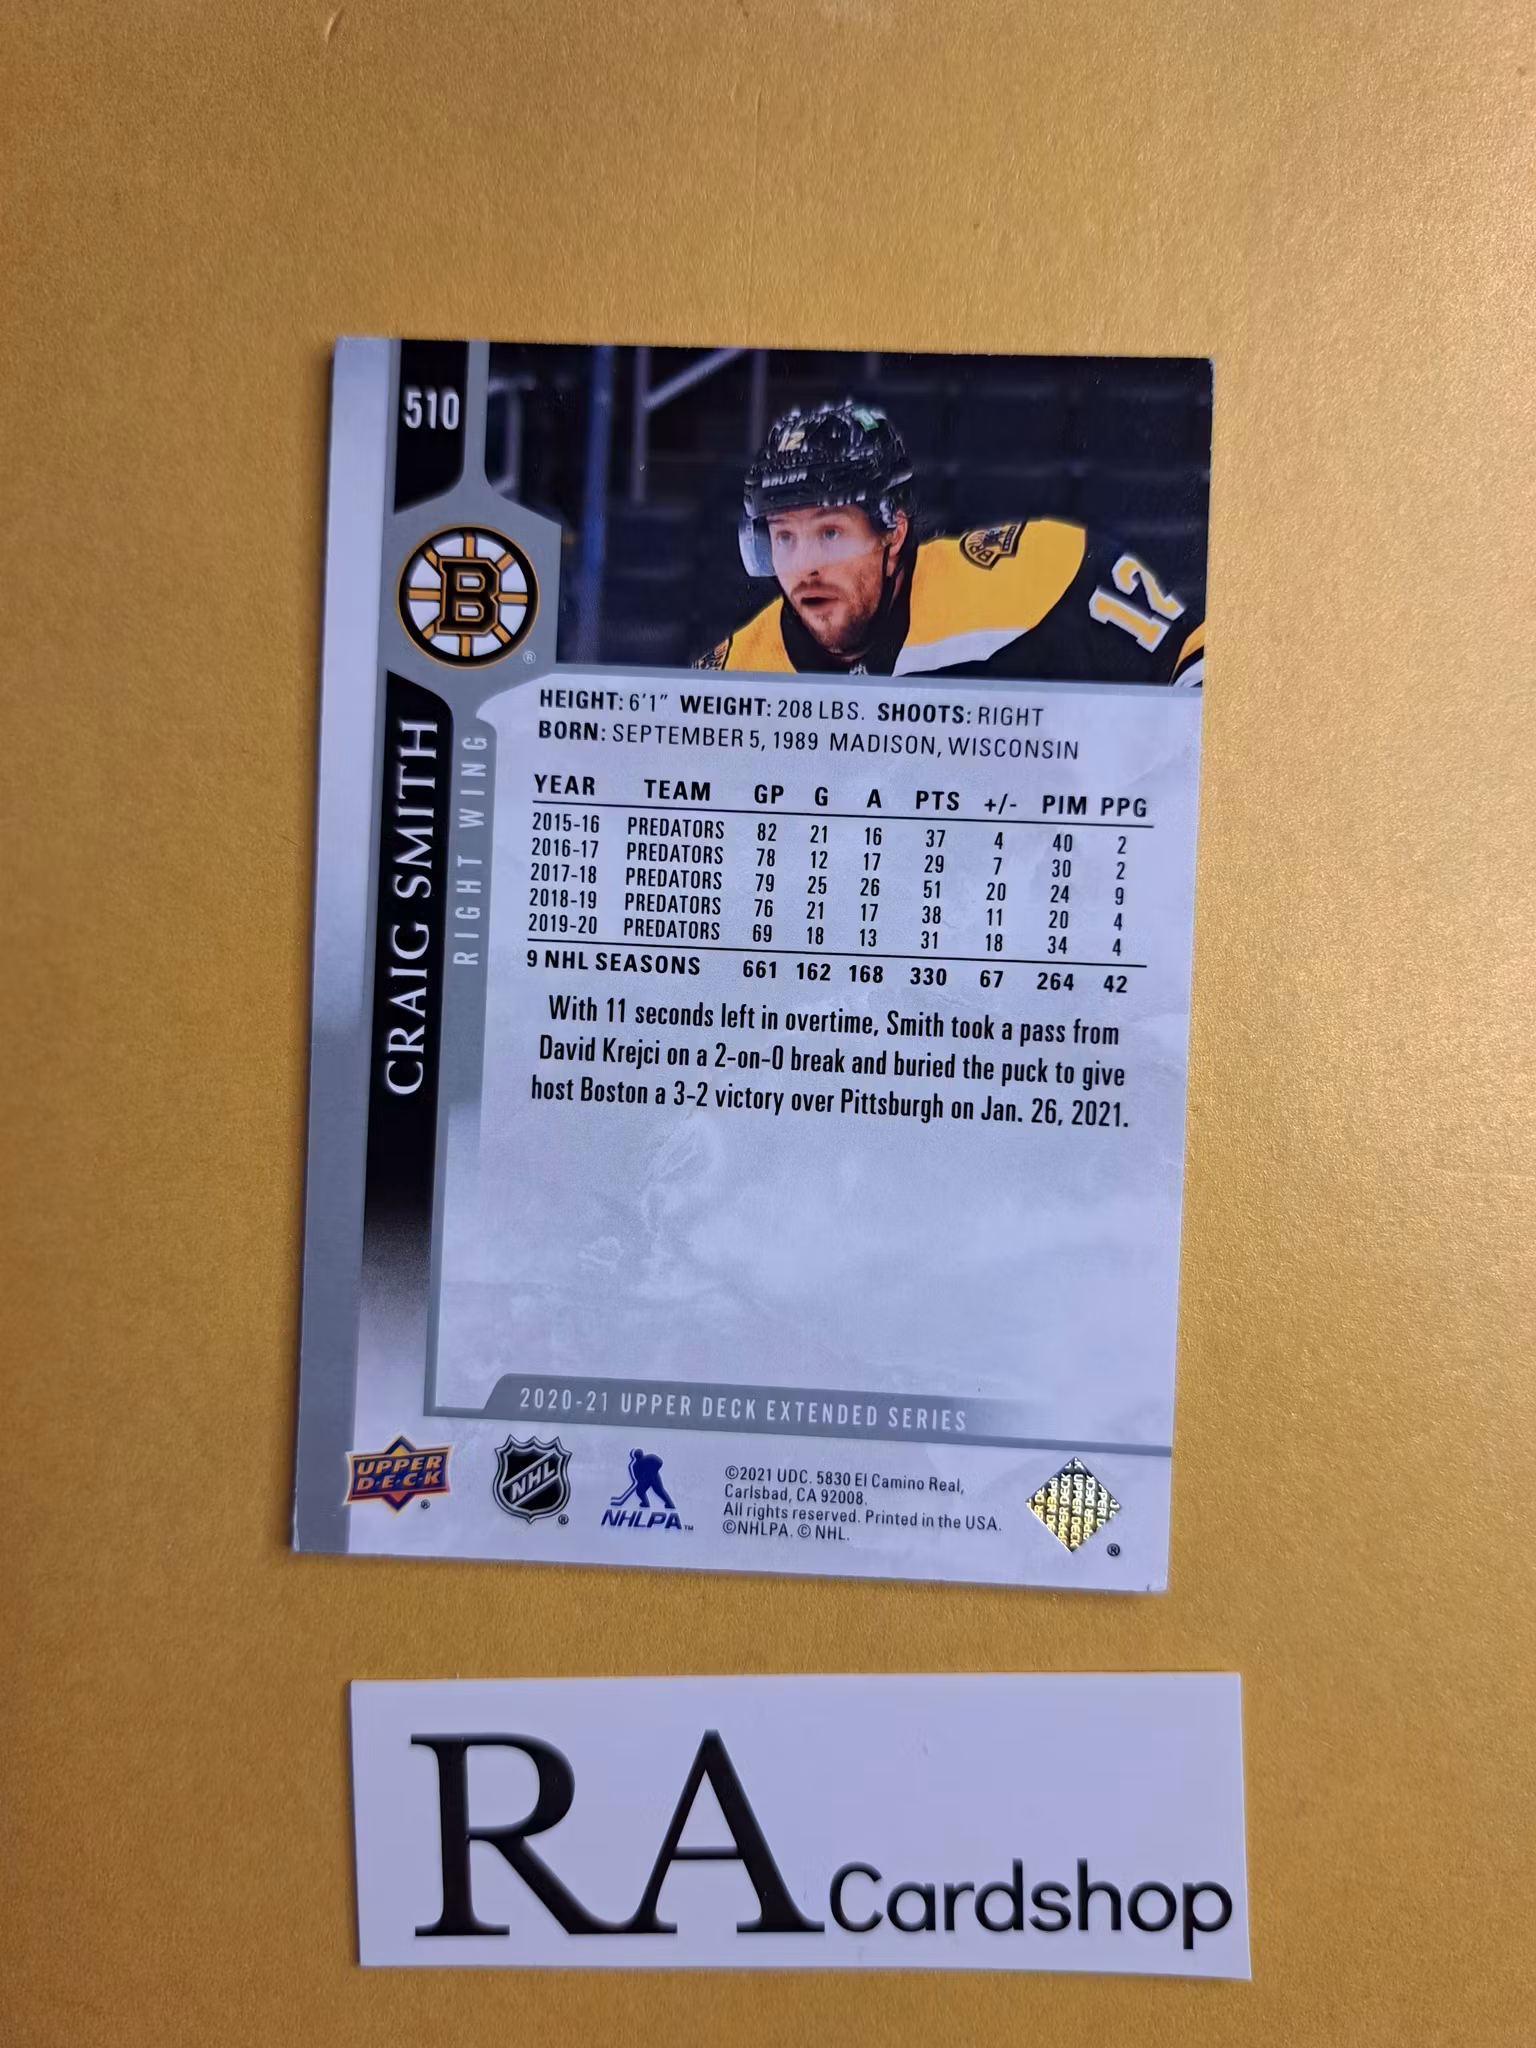 510
12
BAUER
BRUINS
12
B
®
CRAIG SMITH
RIGHT WING
HEIGHT: 6'1" WEIGHT: 208 LBS. SHOOTS: RIGHT
BORN: SEPTEMBER 5, 1989 MADISON, WISCONSIN
YEAR TEAM GP G A PTS +/- PIM PPG
2015-16 PREDATORS 82 21 16 37 4 40 2
2016-17 PREDATORS 78 12 17 29 7 30 2
2017-18 PREDATORS 79 25 26 51 20 24 9
2018-19 PREDATORS 76 21 17 38 11 20 4
2019-20 PREDATORS 69 18 13 31 18 34 4
9 NHL SEASONS 661 162 168 330 67 264 42
With 11 seconds left in overtime, Smith took a pass from
David Krejci on a 2-on-0 break and buried the puck to give
host Boston a 3-2 victory over Pittsburgh on Jan. 26, 2021.
2020-21 UPPER DECK EXTENDED SERIES
UPPER
D·E·C·K
®
NHL
®
NHLPA™
©2021 UDC. 5830 El Camino Real,
Carlsbad, CA 92008.
All rights reserved. Printed in the USA.
©NHLPA. © NHL.
UPPER DECK
®
RA Cardshop